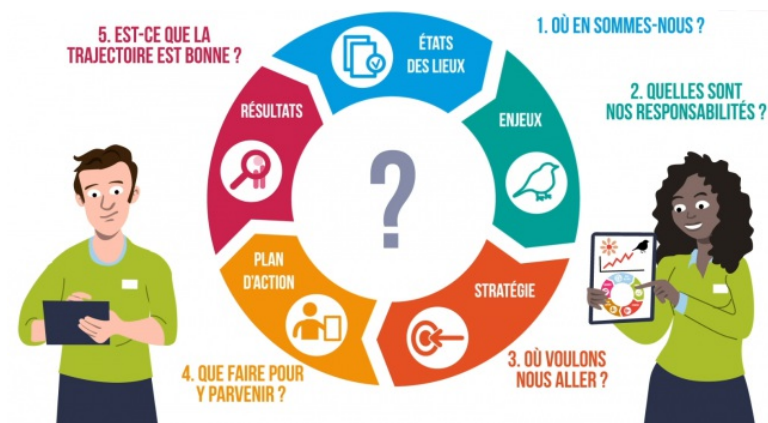 5. EST-CE QUE LA
TRAJECTOIRE EST BONNE ?
1. OÙ EN SOMMES-NOUS ?
ÉTATS
DES LIEUX
2. QUELLES SONT
NOS RESPONSABILITÉS ?
RÉSULTATS
ENJEUX
?
PLAN
D'ACTION
STRATÉGIE
3. OÙ VOULONS
NOUS ALLER ?
4. QUE FAIRE POUR
Y PARVENIR ?